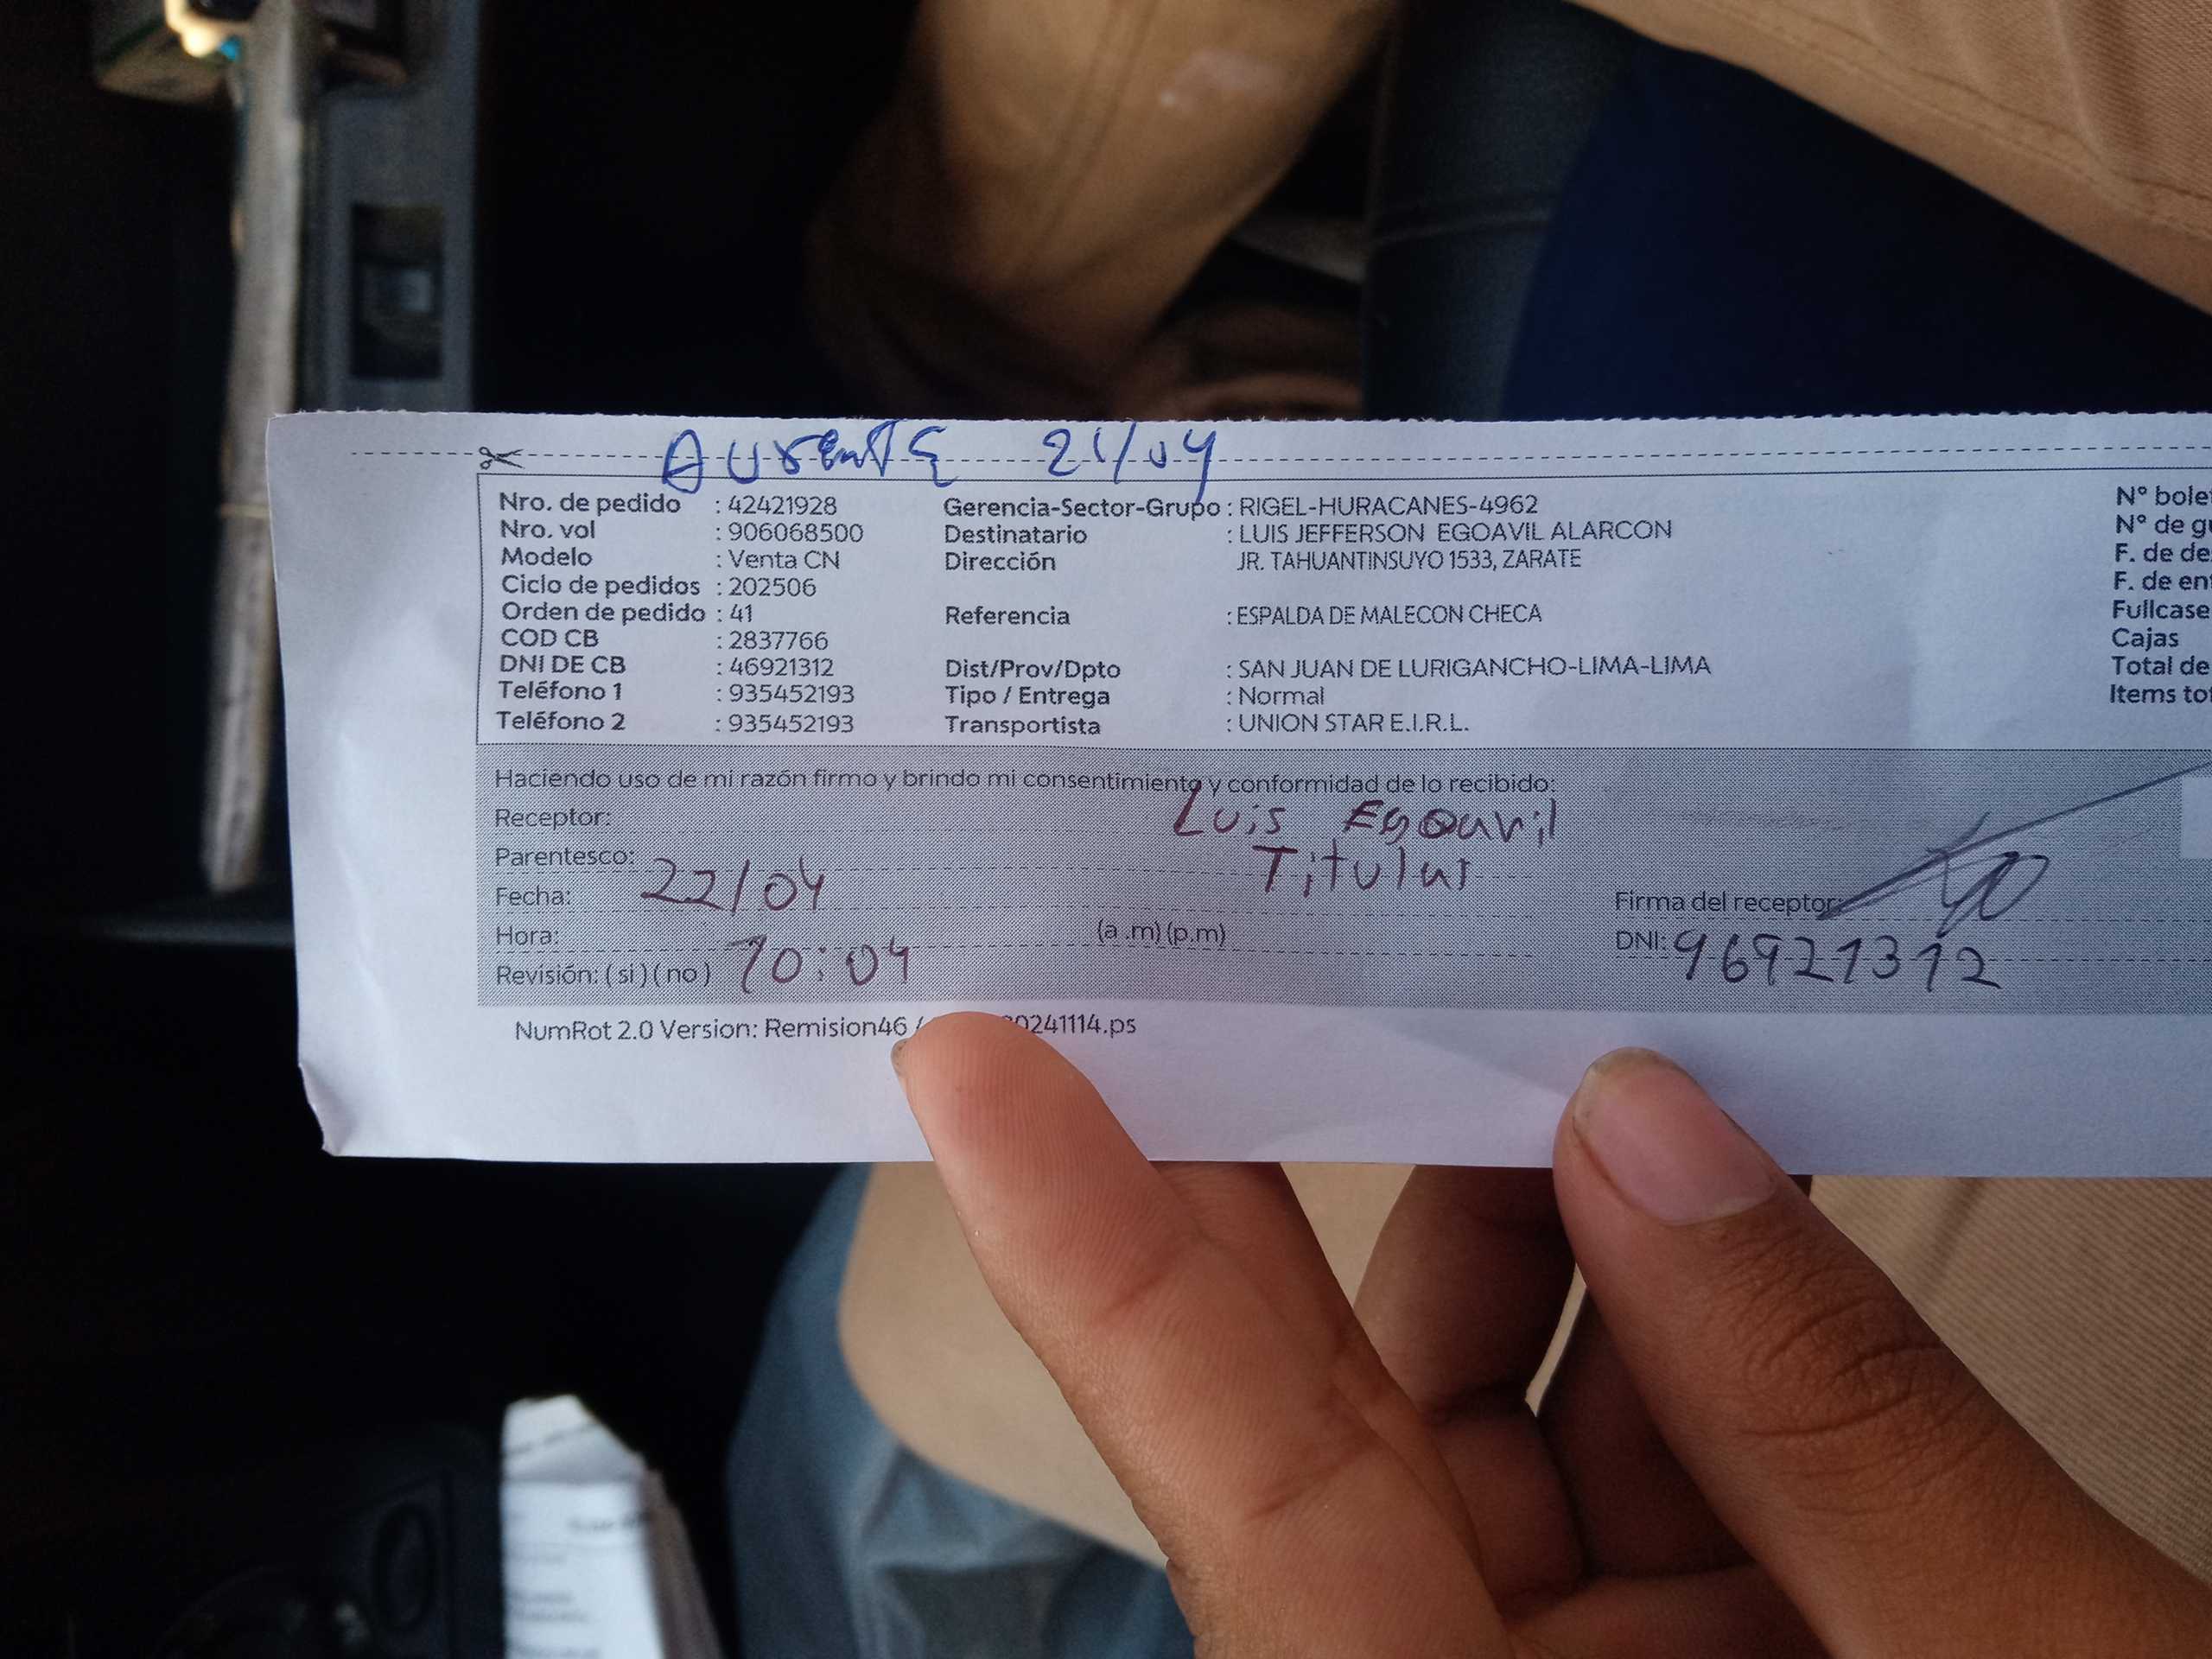 AUSENTE 21/04
Nro. de pedido : 42421928 Gerencia-Sector-Grupo : RIGEL-HURACANES-4962 N° bole
Nro. vol : 906068500 Destinatario : LUIS JEFFERSON EGOAVIL ALARCON N° de gu
Modelo : Venta CN Dirección JR. TAHUANTINSUYO 1533, ZARATE F. de de
Ciclo de pedidos : 202506 F. de en
Orden de pedido : 41 Referencia : ESPALDA DE MALECON CHECA Fullcase
COD CB : 2837766 Cajas
DNI DE CB : 46921312 Dist/Prov/Dpto : SAN JUAN DE LURIGANCHO-LIMA-LIMA Total de
Teléfono 1 : 935452193 Tipo / Entrega : Normal Items to
Teléfono 2 : 935452193 Transportista : UNION STAR E.I.R.L.
Haciendo uso de mi razón firmo y brindo mi consentimiento y conformidad de lo recibido:
Receptor: Luis Egoavil
Parentesco: Titular
Fecha: 22/04 Firma del receptor:
Hora: (a .m) (p.m) DNI: 46921312
Revisión: ( si ) ( no ) 10:04
NumRot 2.0 Version: Remision46 0241114.ps